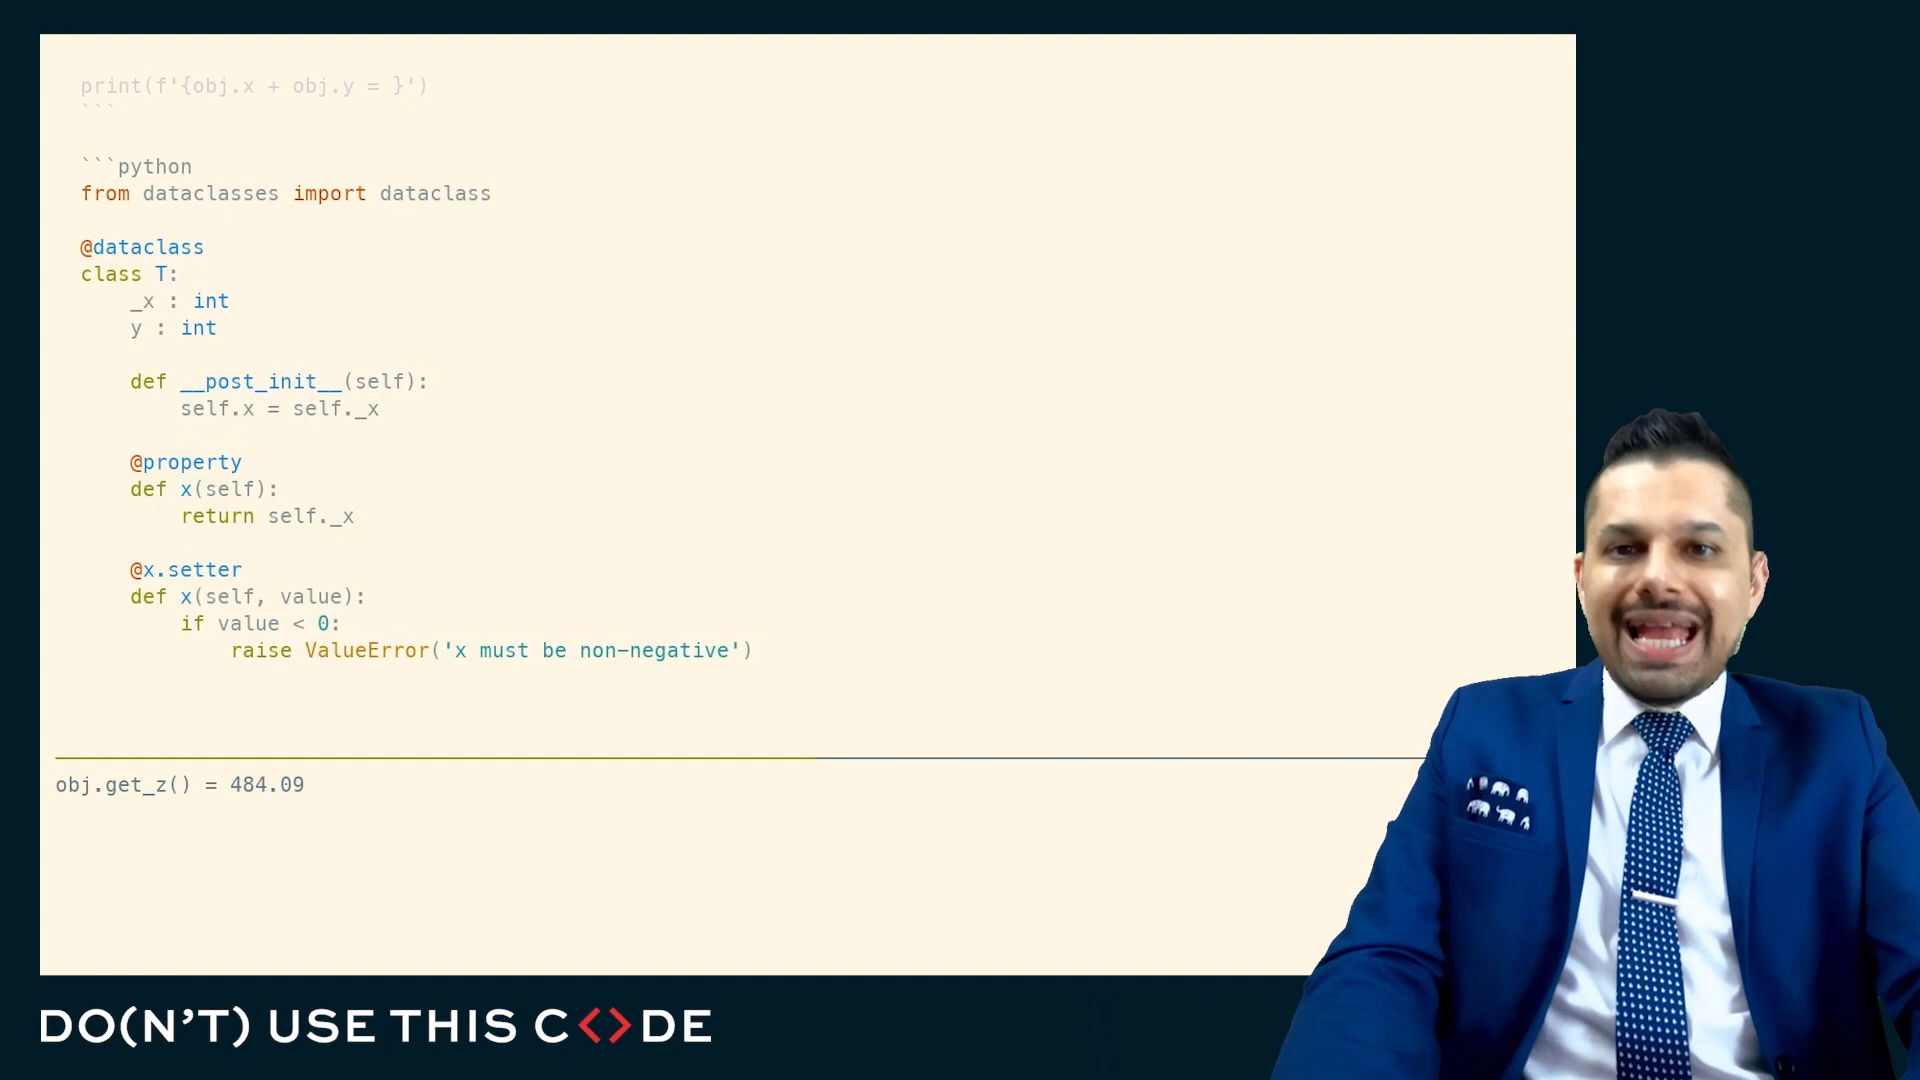 print(f'{obj.x + obj.y = }')
```
```python
from dataclasses import dataclass
@dataclass
class T:
    _x : int
    y : int
    def __post_init__(self):
        self.x = self._x
    @property
    def x(self):
        return self._x
    @x.setter
    def x(self, value):
        if value < 0:
            raise ValueError('x must be non-negative')
obj.get_z() = 484.09
DO(N'T) USE THIS C<>DE